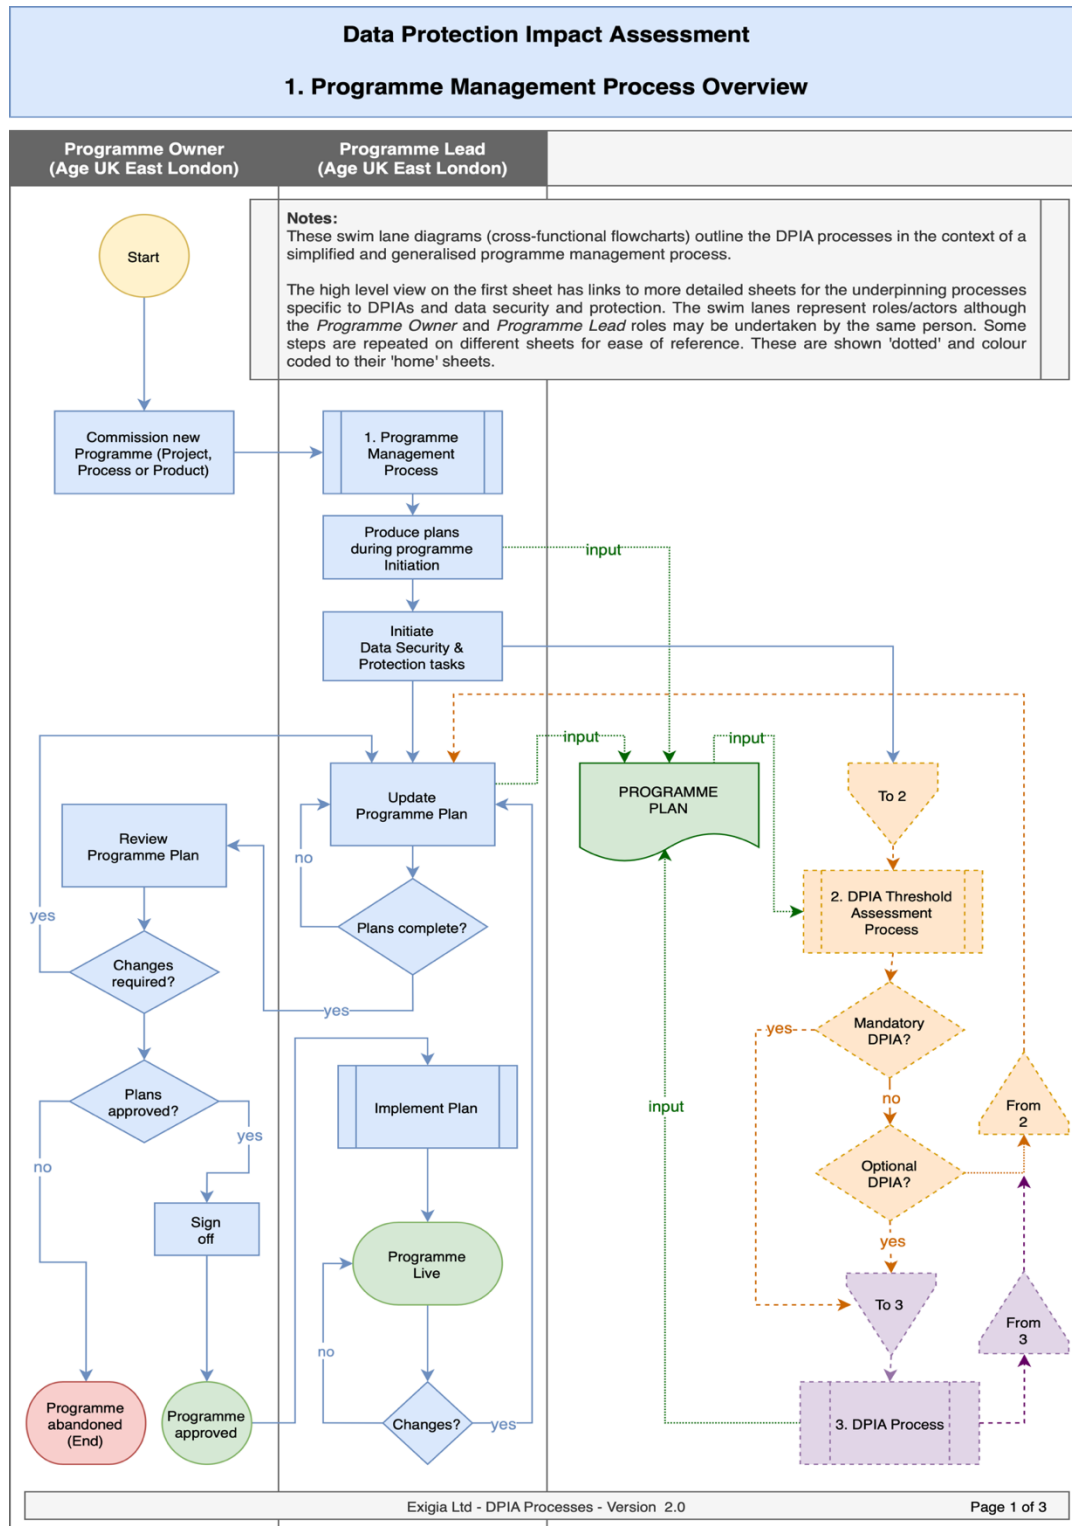 Data Protection Impact Assessment
1. Programme Management Process Overview
Programme Owner
(Age UK East London)
Programme Lead
(Age UK East London)
Notes:
These swim lane diagrams (cross-functional flowcharts) outline the DPIA processes in the context of a
simplified and generalised programme management process.
The high level view on the first sheet has links to more detailed sheets for the underpinning processes
specific to DPIAs and data security and protection. The swim lanes represent roles/actors although
the Programme Owner and Programme Lead roles may be undertaken by the same person. Some
steps are repeated on different sheets for ease of reference. These are shown 'dotted' and colour
coded to their 'home' sheets.
Start
Commission new
Programme (Project,
Process or Product)
1. Programme
Management
Process
Produce plans
during programme
Initiation
input
Initiate
Data Security &
Protection tasks
input
input
Update
Programme Plan
PROGRAMME
PLAN
To 2
Review
Programme Plan
no
yes
Plans complete?
2. DPIA Threshold
Assessment
Process
Changes
required?
yes
Mandatory
DPIA?
yes
no
Plans
approved?
Implement Plan
input
From
2
yes
no
Optional
DPIA?
Sign
off
yes
Programme
Live
To 3
From
3
no
Programme
abandoned
(End)
Programme
approved
Changes?
yes
3. DPIA Process
Exigia Ltd - DPIA Processes - Version 2.0
Page 1 of 3